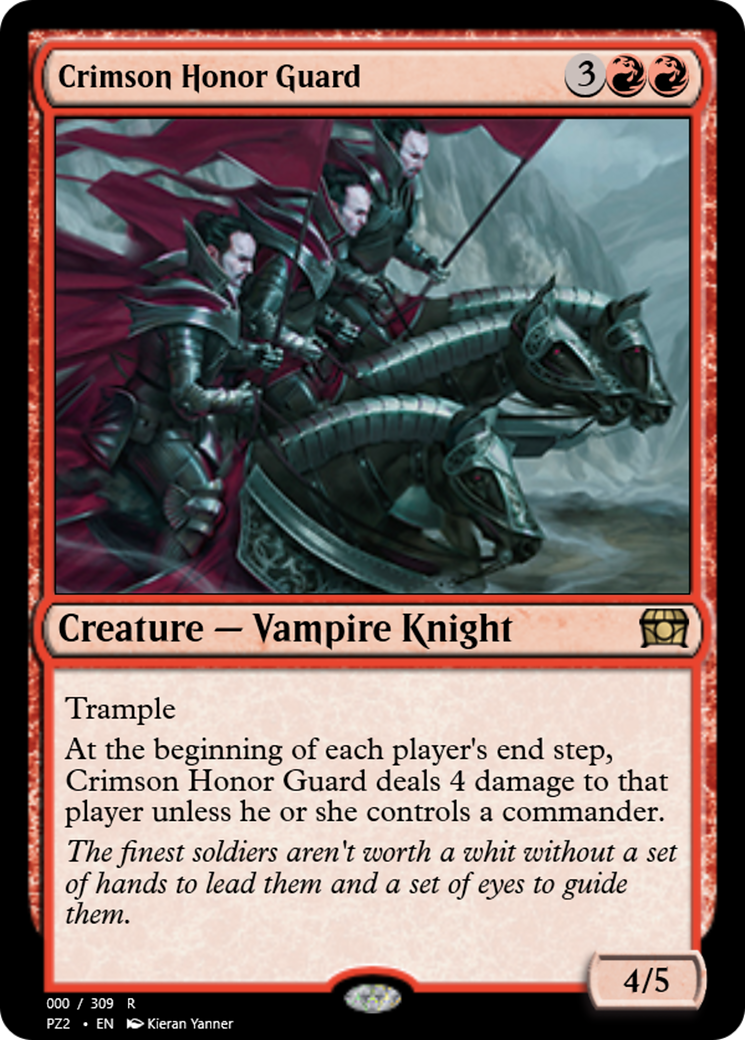 Crimson Honor Guard 3
Creature — Vampire Knight
Trample
At the beginning of each player's end step,
Crimson Honor Guard deals 4 damage to that
player unless he or she controls a commander.
The finest soldiers aren't worth a whit without a set
of hands to lead them and a set of eyes to guide
them.
4/5
000 / 309 R
PZ2 • EN Kieran Yanner